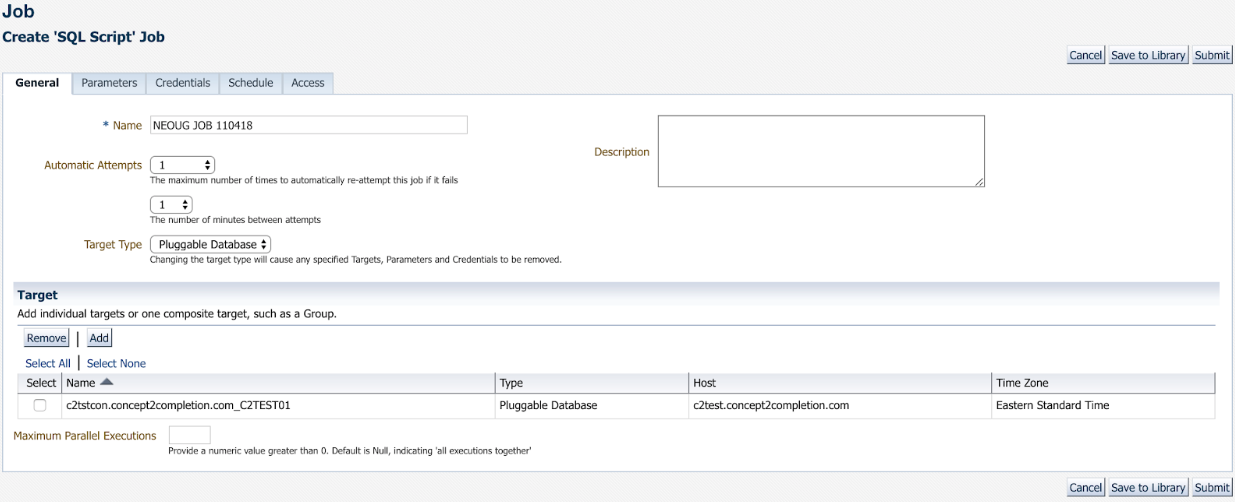 Job
Create 'SQL Script' Job
Cancel Save to Library Submit
General Parameters Credentials Schedule Access
* Name NEOUG JOB 110418
Description
Automatic Attempts 1
The maximum number of times to automatically re-attempt this job if it fails
1
The number of minutes between attempts
Target Type Pluggable Database
Changing the target type will cause any specified Targets, Parameters and Credentials to be removed.
Target
Add individual targets or one composite target, such as a Group.
Remove | Add
Select All | Select None
Select Name Type Host Time Zone
c2tstcon.concept2completion.com_C2TEST01 Pluggable Database c2test.concept2completion.com Eastern Standard Time
Maximum Parallel Executions
Provide a numeric value greater than 0. Default is Null, indicating 'all executions together'
Cancel Save to Library Submit